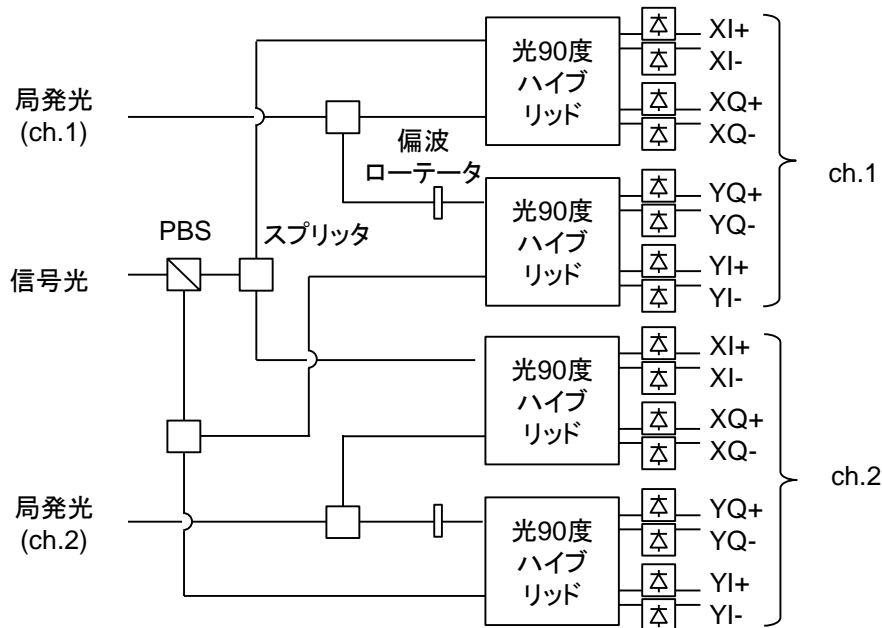 光90度
ハイブ
リッド
XI+
XI-
XQ+
XQ-
局発光
(ch.1)
偏波
ローテータ
光90度
ハイブ
リッド
YQ+
YQ-
YI+
YI-
ch.1
PBS
スプリッタ
信号光
光90度
ハイブ
リッド
XI+
XI-
XQ+
XQ-
ch.2
局発光
(ch.2)
光90度
ハイブ
リッド
YQ+
YQ-
YI+
YI-